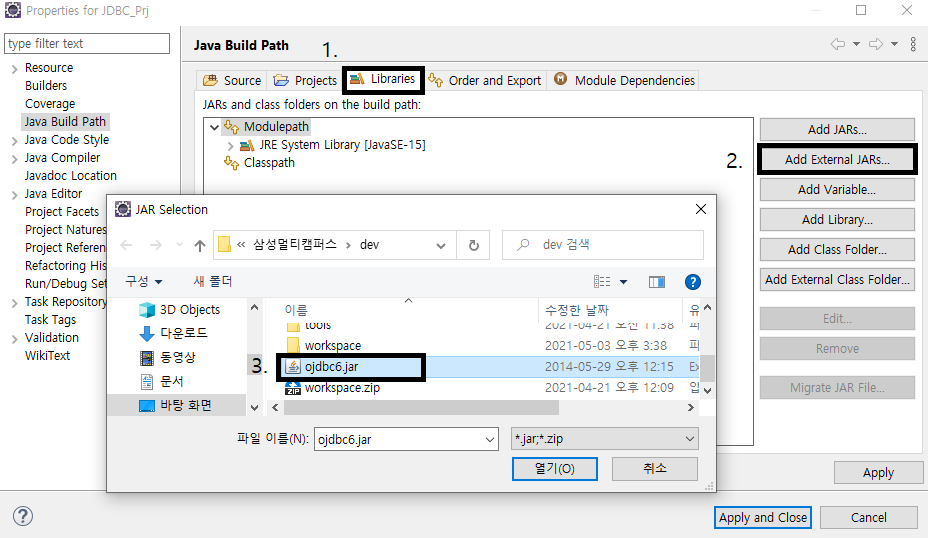 Properties for JDBC_Prj
type filter text
Resource
Builders
Coverage
Java Build Path
Java Code Style
Java Compiler
Javadoc Location
Java Editor
Project Facets
Project Natures
Project Referen
Refactoring His
Run/Debug Set
Task Repository
Task Tags
Validation
WikiText
Java Build Path
1.
Source
Projects
Libraries
Order and Export
Module Dependencies
JARs and class folders on the build path:
Modulepath
JRE System Library [JavaSE-15]
Classpath
2.
Add JARs...
Add External JARs...
Add Variable...
Add Library...
Add Class Folder...
Add External Class Folder...
Edit...
Remove
Migrate JAR File...
JAR Selection
« 삼성멀티캠퍼스 › dev
dev 검색
구성
새 폴더
3D Objects
다운로드
동영상
문서
바탕 화면
이름 수정한 날짜 유
tools 2021-04-21 오전 11:38 파
workspace 2021-05-03 오후 3:38 파
3.
ojdbc6.jar 2014-05-29 오후 12:15 Ex
workspace.zip 2021-04-21 오후 12:09 압
파일 이름(N): ojdbc6.jar
*.jar;*.zip
열기(O)
취소
Apply
Apply and Close
Cancel